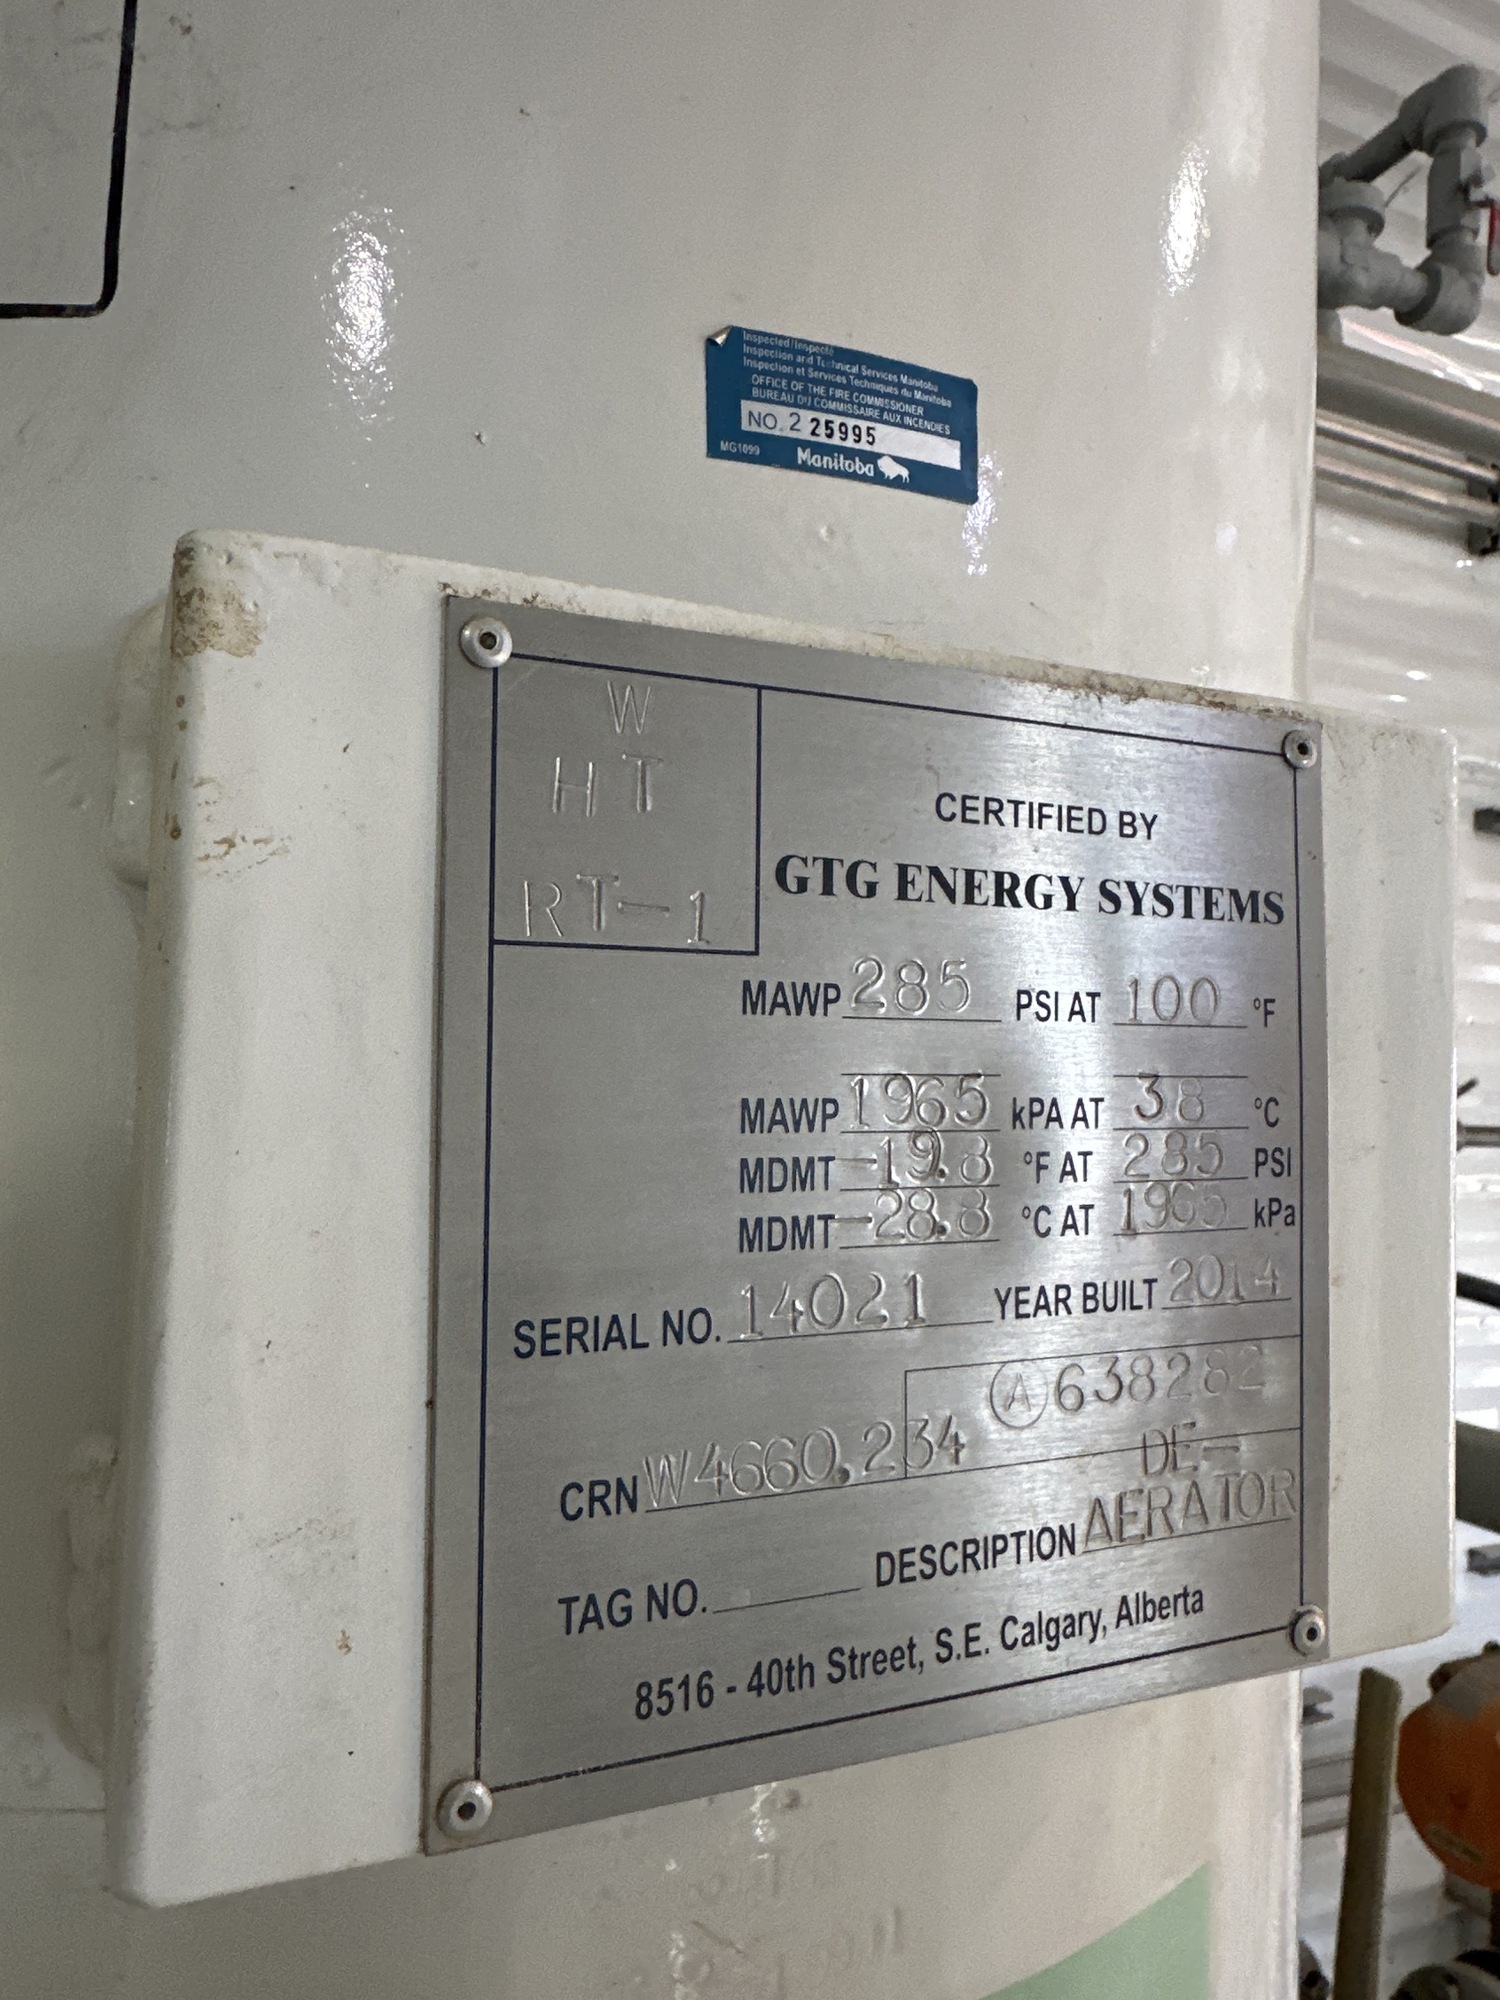 Inspected/Inspecté
Inspection and Technical Services Manitoba
Inspection et Services Techniques du Manitoba
OFFICE OF THE FIRE COMMISSIONER
BUREAU DU COMMISSAIRE AUX INCENDIES
NO. 2 25995
MG1099 Manitoba
W
HT
RT-1
CERTIFIED BY
GTG ENERGY SYSTEMS
MAWP 285 PSI AT 100 °F
MAWP 1965 kPA AT 38 °C
MDMT -19.8 °F AT 285 PSI
MDMT -28.8 °C AT 1965 kPa
SERIAL NO. 14021 YEAR BUILT 2014
A 638282
CRN W4660.234
DE-
TAG NO. DESCRIPTION AERATOR
8516 - 40th Street, S.E. Calgary, Alberta